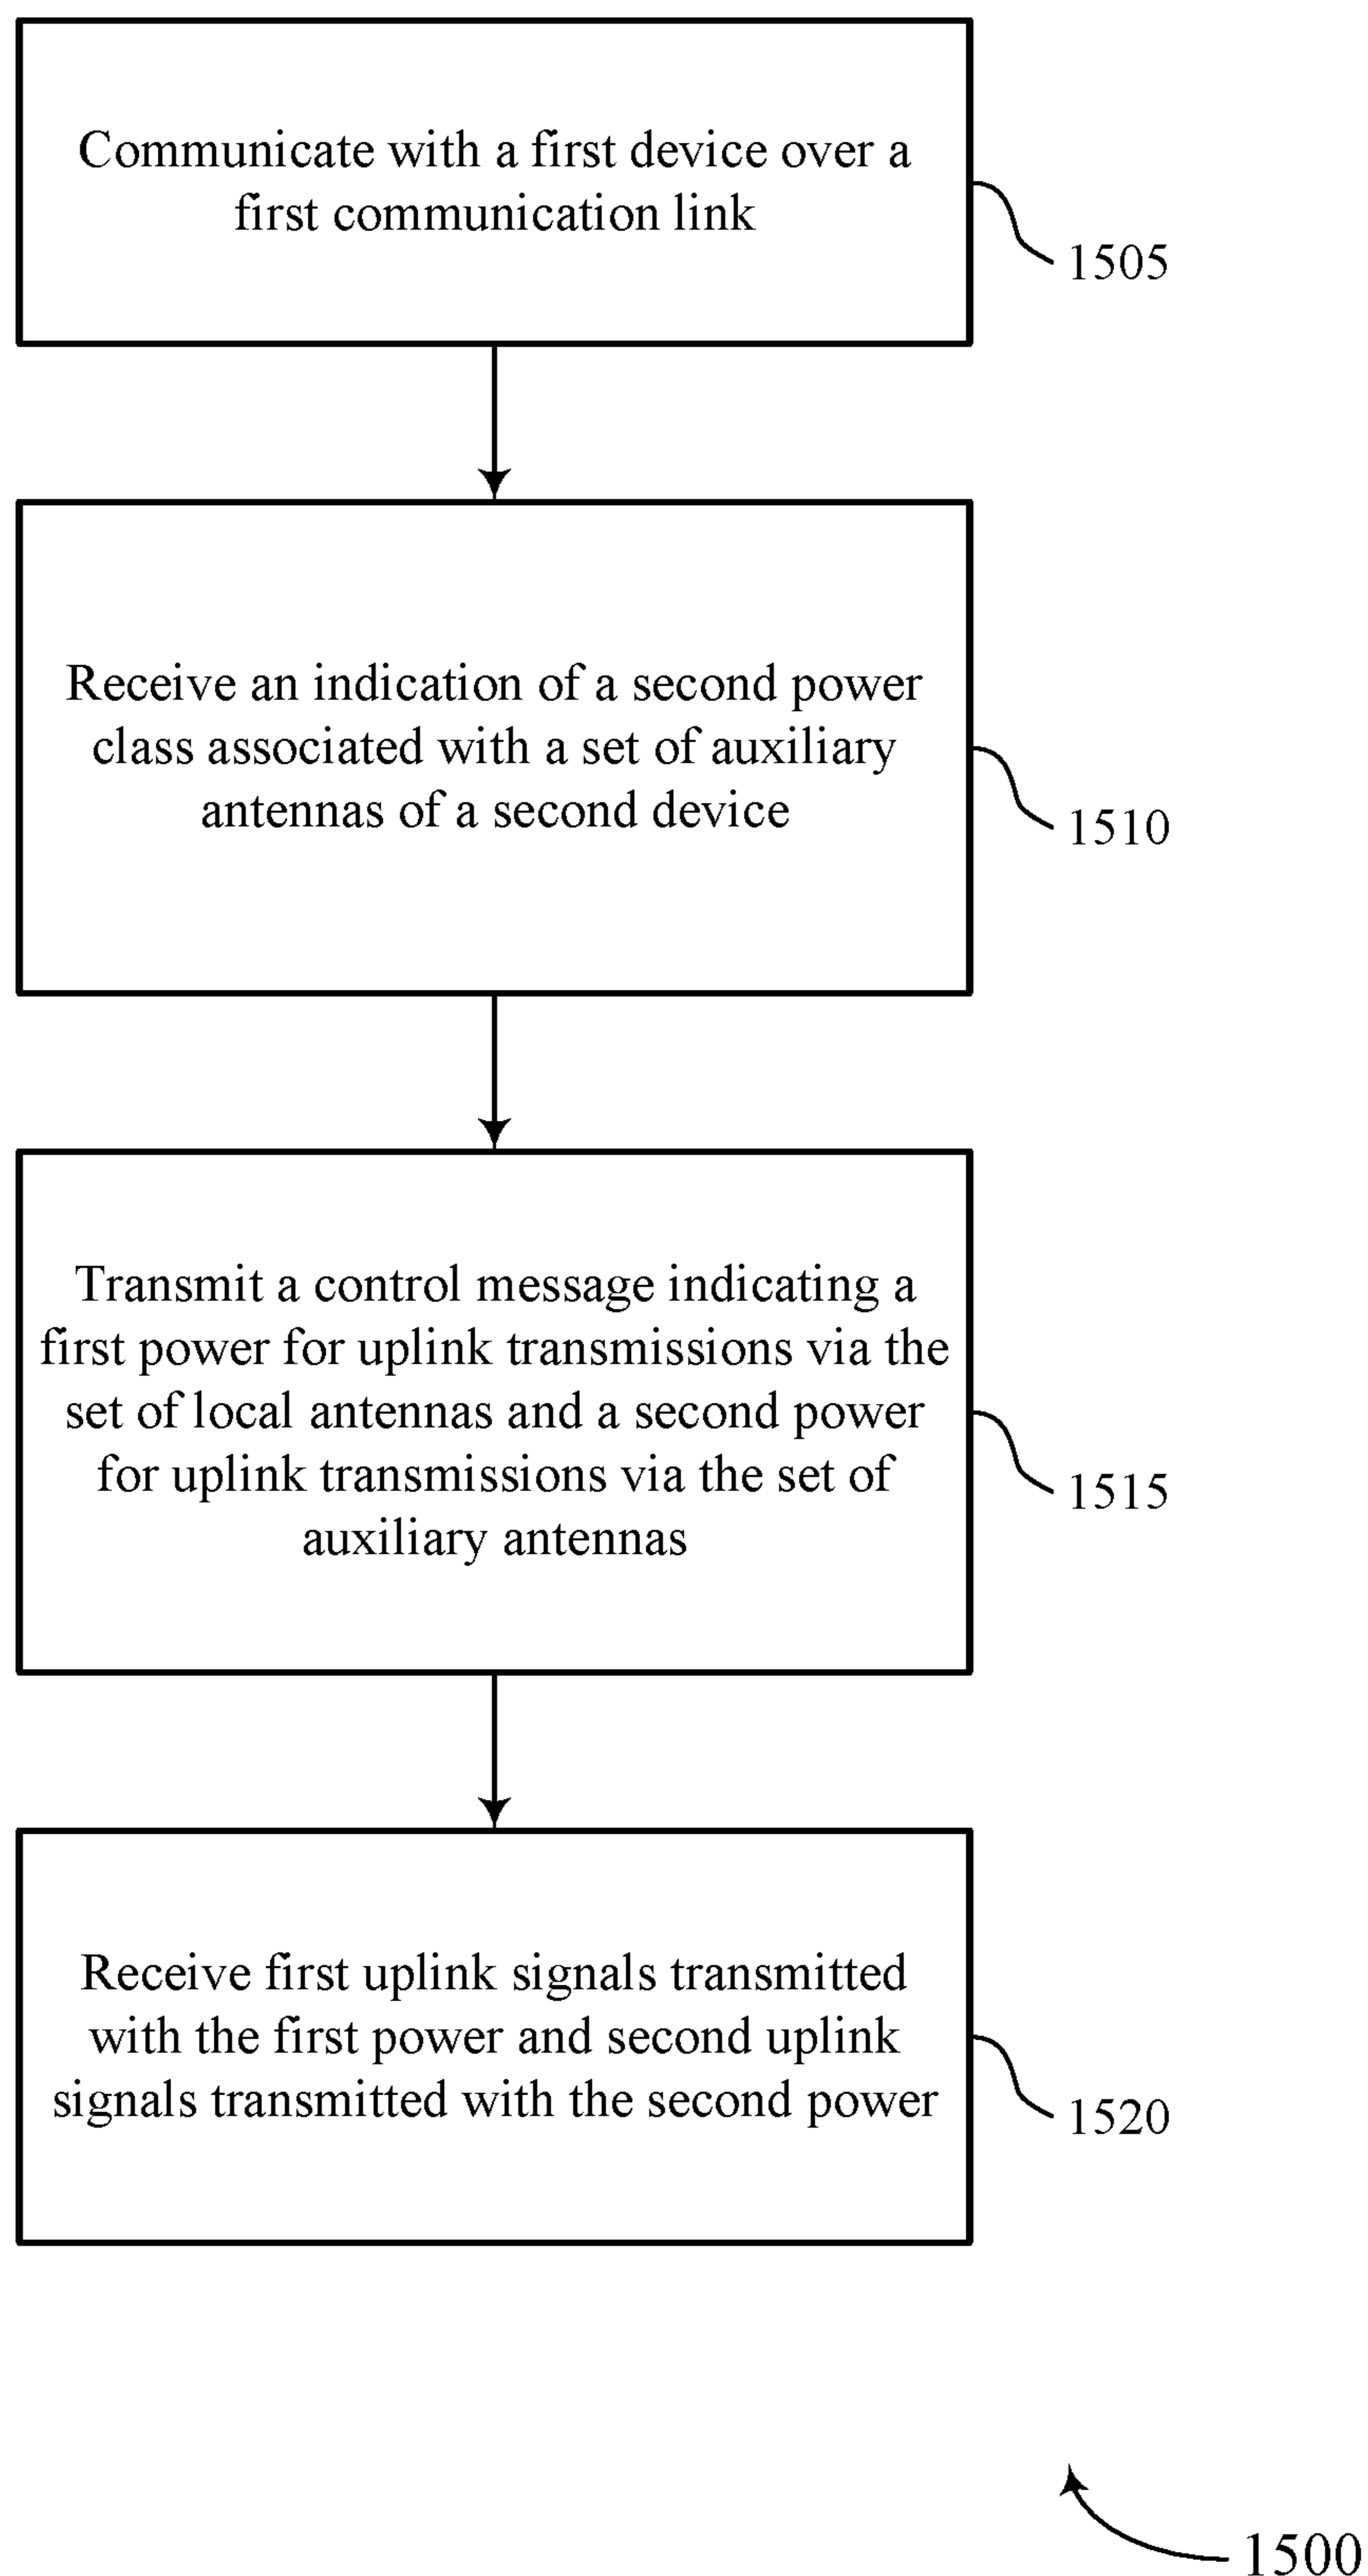 Communicate with a first device over a
first communication link
1505
Receive an indication of a second power
class associated with a set of auxiliary
antennas of a second device
1510
Transmit a control message indicating a
first power for uplink transmissions via the
set of local antennas and a second power
for uplink transmissions via the set of
auxiliary antennas
1515
Receive first uplink signals transmitted
with the first power and second uplink
signals transmitted with the second power
1520
1500